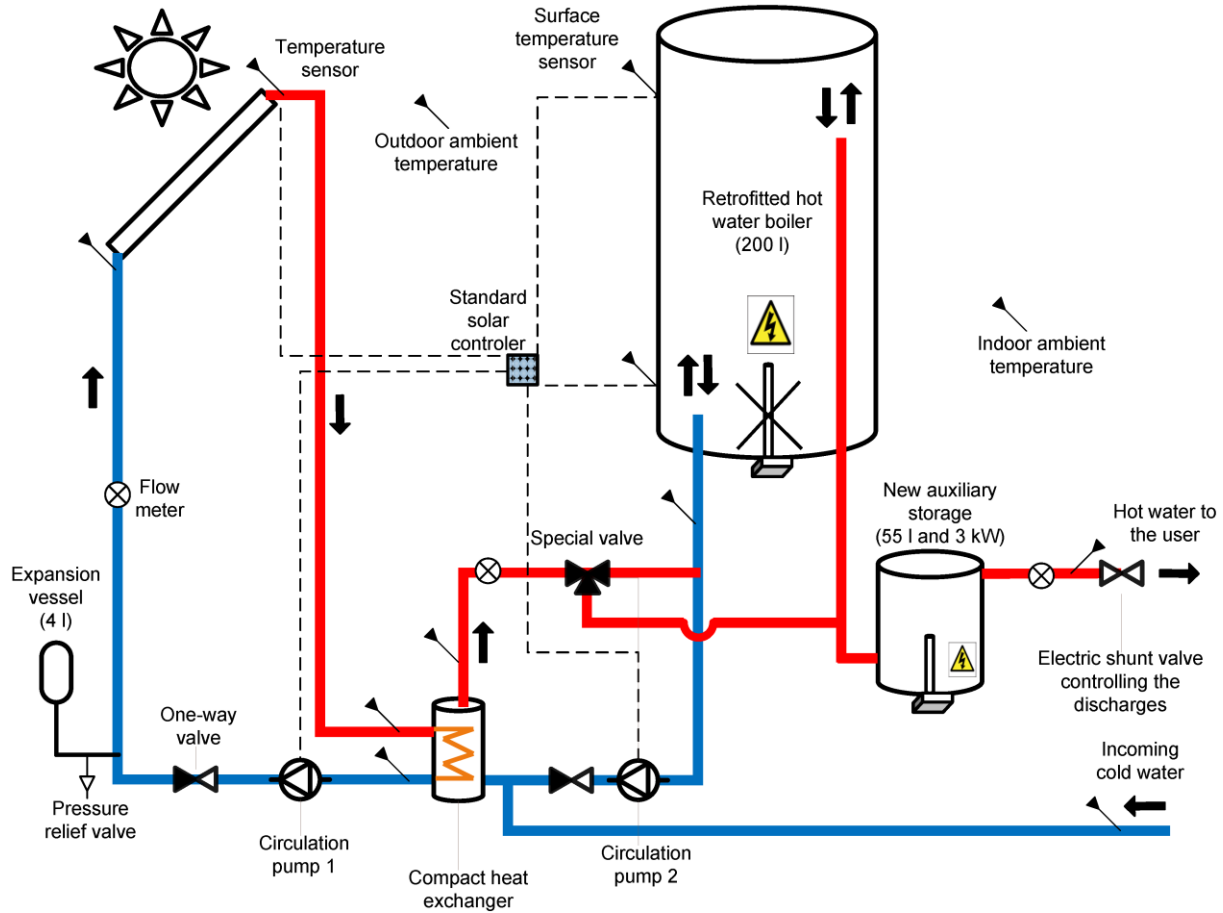 Temperature
sensor
Surface
temperature
sensor
Outdoor ambient
temperature
Retrofitted hot
water boiler
(200 l)
Standard
solar
controler
Indoor ambient
temperature
Flow
meter
New auxiliary
storage
(55 l and 3 kW)
Hot water to
the user
Special valve
Expansion
vessel
(4 l)
Electric shunt valve
controlling the
discharges
One-way
valve
Incoming
cold water
Pressure
relief valve
Circulation
pump 1
Compact heat
exchanger
Circulation
pump 2